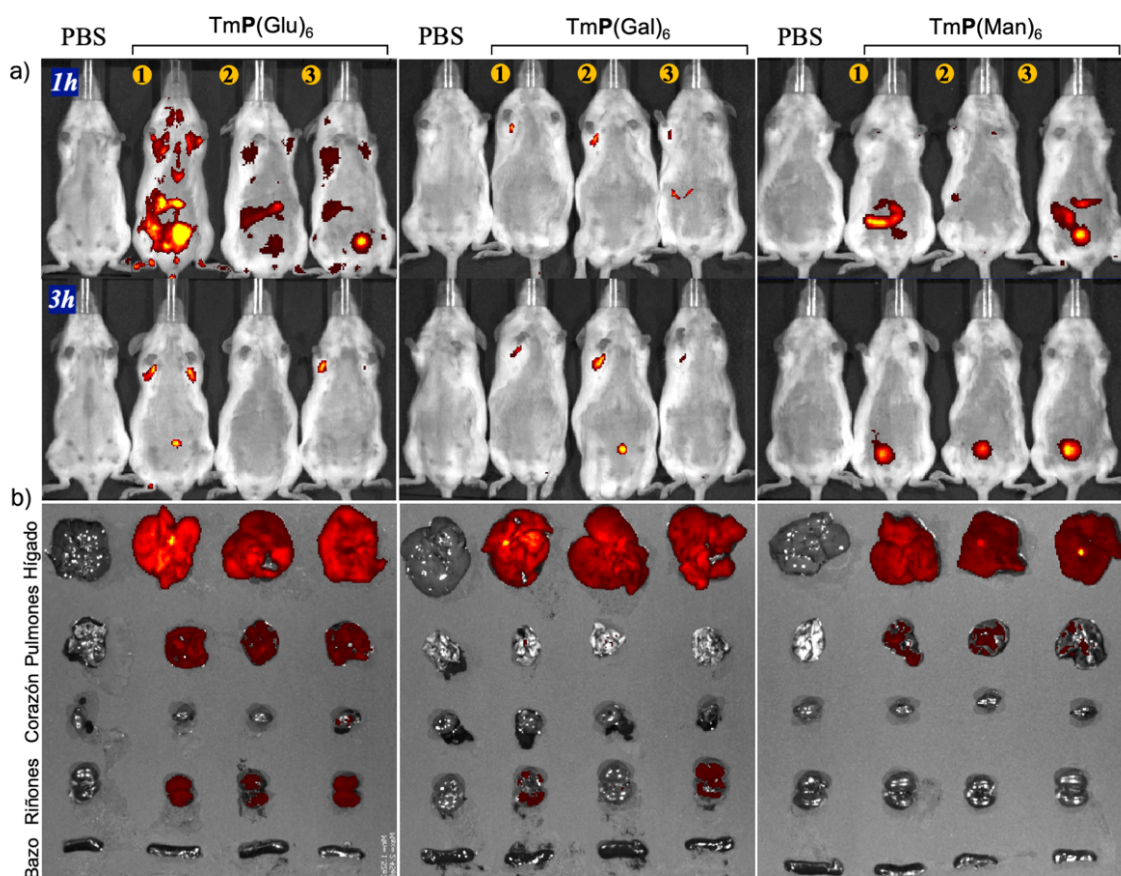 PBS TmP(Glu)6 PBS TmP(Gal)6 PBS TmP(Man)6
a) 1 2 3 1 2 3 1 2 3
1h
3h
b)
Hígado
Pulmones
Corazón
Riñones
Bazo